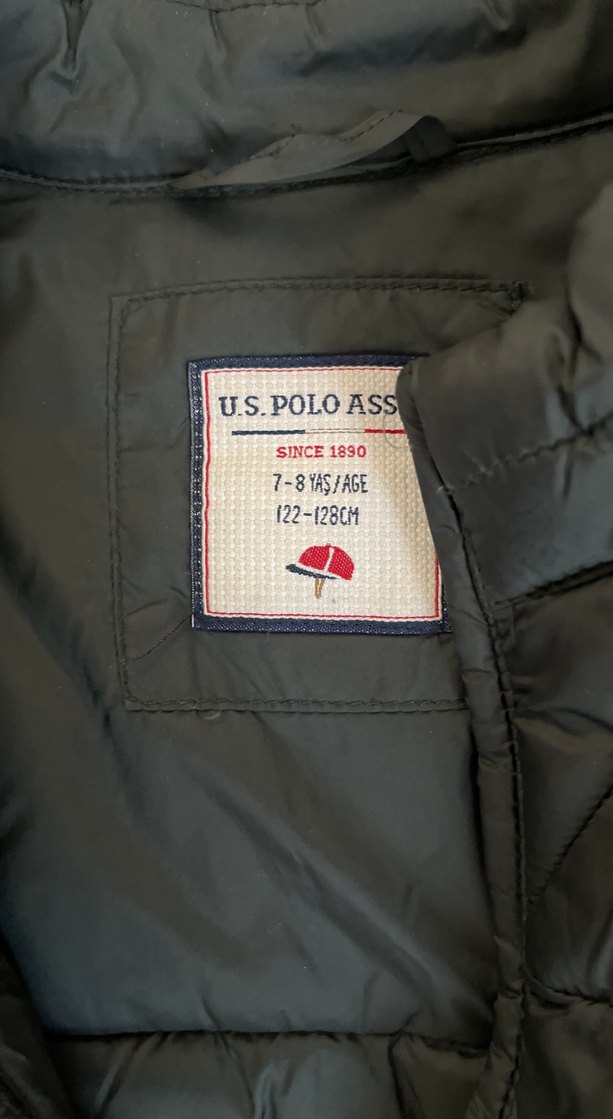 U.S. POLO ASS
SINCE 1890
7-8 YAŞ/AGE
122-128CM